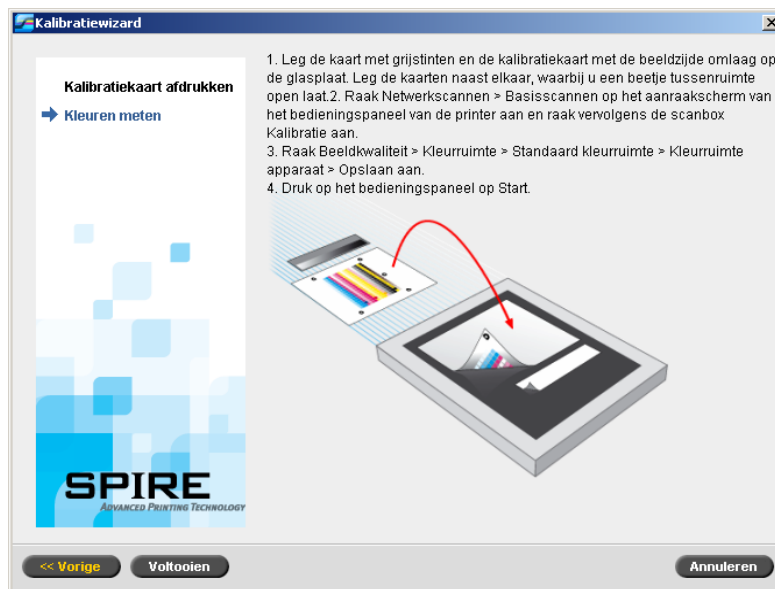 Kalibratiewizard
Kalibratiekaart afdrukken
Kleuren meten
1. Leg de kaart met grijstinten en de kalibratiekaart met de beeldzijde omlaag op
de glasplaat. Leg de kaarten naast elkaar, waarbij u een beetje tussenruimte
open laat.2. Raak Netwerkscannen > Basisscannen op het aanraakscherm van
het bedieningspaneel van de printer aan en raak vervolgens de scanbox
Kalibratie aan.
3. Raak Beeldkwaliteit > Kleurruimte > Standaard kleurruimte > Kleurruimte
apparaat > Opslaan aan.
4. Druk op het bedieningspaneel op Start.
SPIRE
ADVANCED PRINTING TECHNOLOGY
<< Vorige
Voltooien
Annuleren